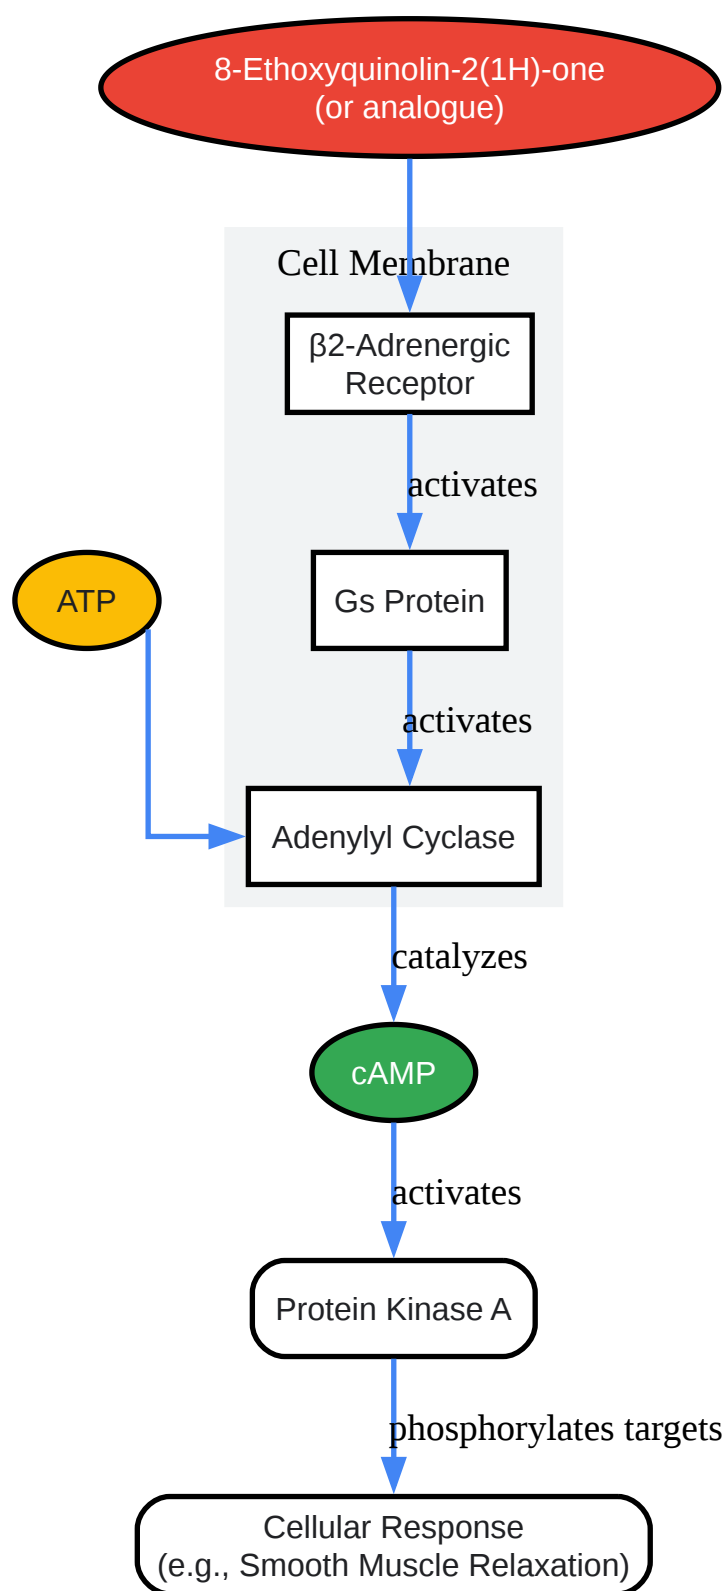 8-Ethoxyquinolin-2(1H)-one
(or analogue)
Cell Membrane
β2-Adrenergic
Receptor
activates
ATP
Gs Protein
activates
Adenylyl Cyclase
catalyzes
cAMP
activates
Protein Kinase A
phosphorylates targets
Cellular Response
(e.g., Smooth Muscle Relaxation)